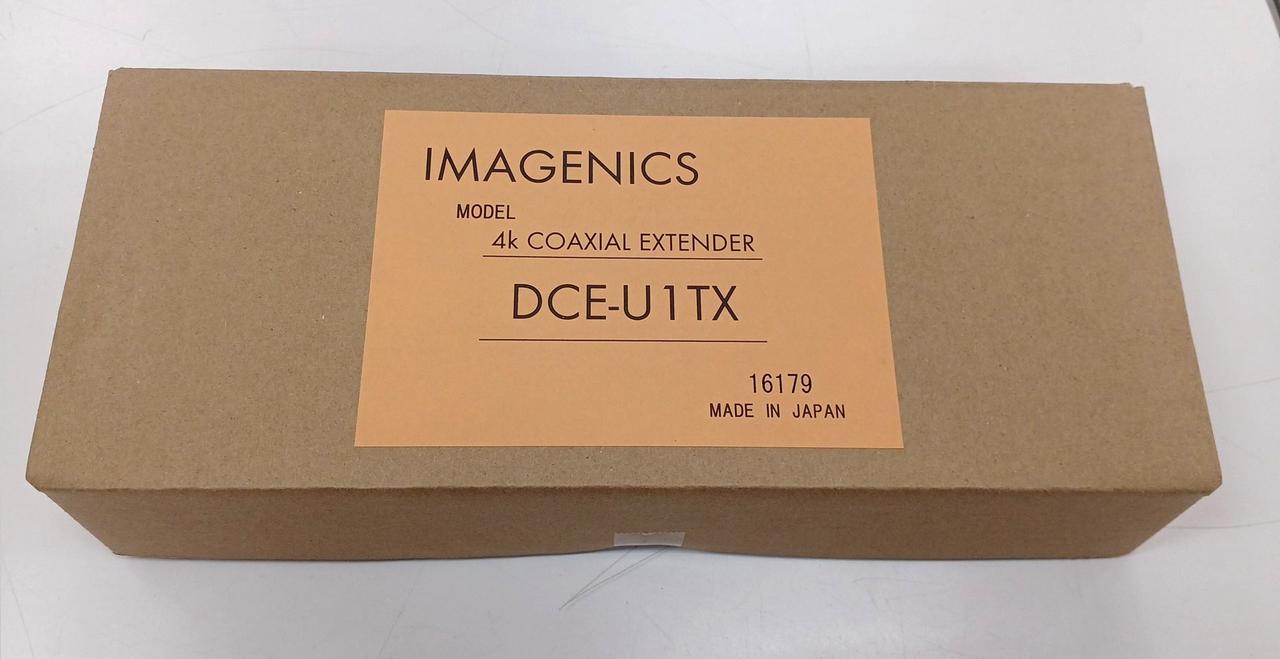 IMAGENICS
MODEL
4k COAXIAL EXTENDER
DCE-U1TX
16179
MADE IN JAPAN